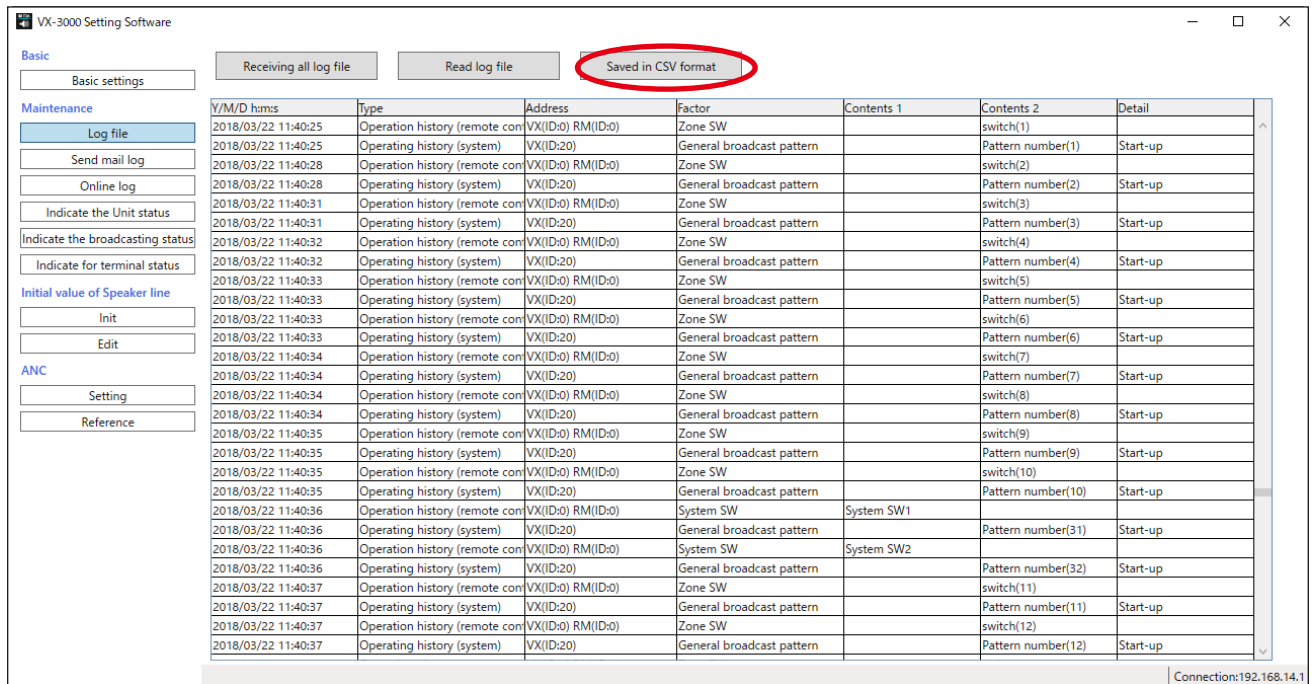 VX-3000 Setting Software
Basic
Basic settings
Maintenance
Log file
Send mail log
Online log
Indicate the Unit status
Indicate the broadcasting status
Indicate for terminal status
Initial value of Speaker line
Init
Edit
ANC
Setting
Reference
Receiving all log file Read log file Saved in CSV format
Y/M/D h:m:s Type Address Factor Contents 1 Contents 2 Detail
2018/03/22 11:40:25 Operation history (remote con VX(ID:0) RM(ID:0) Zone SW switch(1)
2018/03/22 11:40:25 Operating history (system) VX(ID:20) General broadcast pattern Pattern number(1) Start-up
2018/03/22 11:40:28 Operation history (remote con VX(ID:0) RM(ID:0) Zone SW switch(2)
2018/03/22 11:40:28 Operating history (system) VX(ID:20) General broadcast pattern Pattern number(2) Start-up
2018/03/22 11:40:31 Operation history (remote con VX(ID:0) RM(ID:0) Zone SW switch(3)
2018/03/22 11:40:31 Operating history (system) VX(ID:20) General broadcast pattern Pattern number(3) Start-up
2018/03/22 11:40:32 Operation history (remote con VX(ID:0) RM(ID:0) Zone SW switch(4)
2018/03/22 11:40:32 Operating history (system) VX(ID:20) General broadcast pattern Pattern number(4) Start-up
2018/03/22 11:40:33 Operation history (remote con VX(ID:0) RM(ID:0) Zone SW switch(5)
2018/03/22 11:40:33 Operating history (system) VX(ID:20) General broadcast pattern Pattern number(5) Start-up
2018/03/22 11:40:33 Operation history (remote con VX(ID:0) RM(ID:0) Zone SW switch(6)
2018/03/22 11:40:33 Operating history (system) VX(ID:20) General broadcast pattern Pattern number(6) Start-up
2018/03/22 11:40:34 Operation history (remote con VX(ID:0) RM(ID:0) Zone SW switch(7)
2018/03/22 11:40:34 Operating history (system) VX(ID:20) General broadcast pattern Pattern number(7) Start-up
2018/03/22 11:40:34 Operation history (remote con VX(ID:0) RM(ID:0) Zone SW switch(8)
2018/03/22 11:40:34 Operating history (system) VX(ID:20) General broadcast pattern Pattern number(8) Start-up
2018/03/22 11:40:35 Operation history (remote con VX(ID:0) RM(ID:0) Zone SW switch(9)
2018/03/22 11:40:35 Operating history (system) VX(ID:20) General broadcast pattern Pattern number(9) Start-up
2018/03/22 11:40:35 Operation history (remote con VX(ID:0) RM(ID:0) Zone SW switch(10)
2018/03/22 11:40:35 Operating history (system) VX(ID:20) General broadcast pattern Pattern number(10) Start-up
2018/03/22 11:40:36 Operation history (remote con VX(ID:0) RM(ID:0) System SW System SW1
2018/03/22 11:40:36 Operating history (system) VX(ID:20) General broadcast pattern Pattern number(31) Start-up
2018/03/22 11:40:36 Operation history (remote con VX(ID:0) RM(ID:0) System SW System SW2
2018/03/22 11:40:36 Operating history (system) VX(ID:20) General broadcast pattern Pattern number(32) Start-up
2018/03/22 11:40:37 Operation history (remote con VX(ID:0) RM(ID:0) Zone SW switch(11)
2018/03/22 11:40:37 Operating history (system) VX(ID:20) General broadcast pattern Pattern number(11) Start-up
2018/03/22 11:40:37 Operation history (remote con VX(ID:0) RM(ID:0) Zone SW switch(12)
2018/03/22 11:40:37 Operating history (system) VX(ID:20) General broadcast pattern Pattern number(12) Start-up
Connection:192.168.14.1